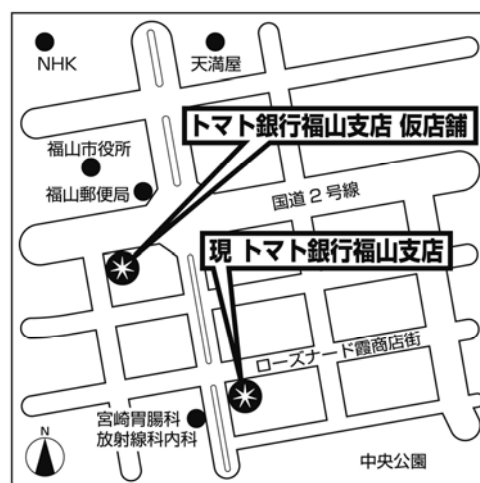 NHK
天満屋
トマト銀行福山支店 仮店舗
福山市役所
福山郵便局
国道2号線
現 トマト銀行福山支店
ローズナード霞商店街
宮崎胃腸科
放射線科内科
中央公園
N